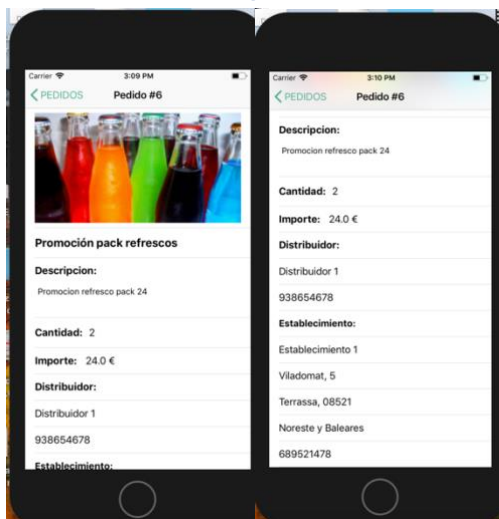 Carrier 3:09 PM
PEDIDOS Pedido #6
Promoción pack refrescos
Descripcion:
Promocion refresco pack 24
Cantidad: 2
Importe: 24.0 €
Distribuidor:
Distribuidor 1
938654678
Establecimiento:
Carrier 3:10 PM
PEDIDOS Pedido #6
Descripcion:
Promocion refresco pack 24
Cantidad: 2
Importe: 24.0 €
Distribuidor:
Distribuidor 1
938654678
Establecimiento:
Establecimiento 1
Viladomat, 5
Terrassa, 08521
Noreste y Baleares
689521478